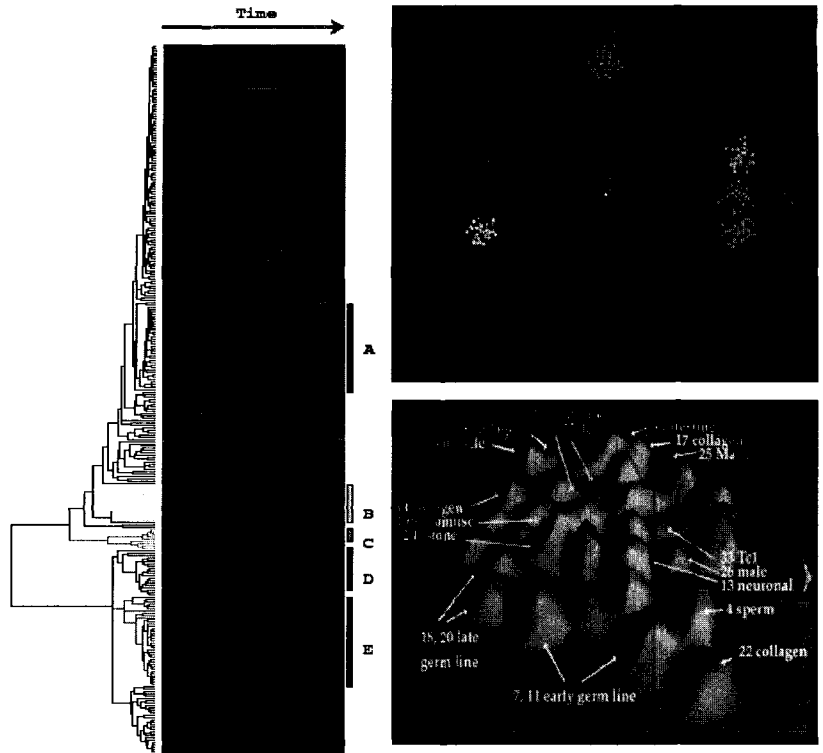 Time
A
B
C
D
E
17 collagen
25 Ma
33 Tc1
26 male
13 neuronal
4 sperm
18, 20 late
germ line
22 collagen
7, 11 early germ line